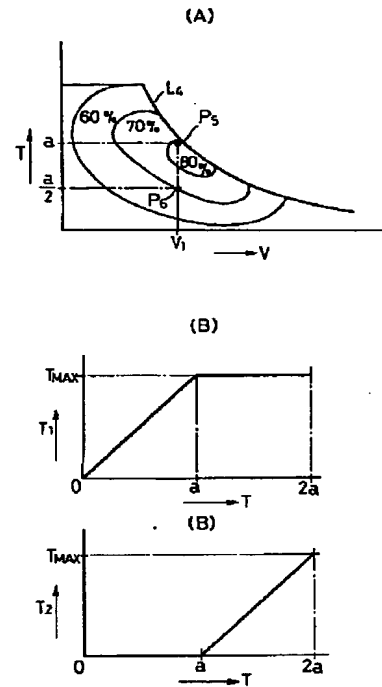 (A)
L4
P5
60%
70%
80%
T
a
a/2
P6
V1
V
(B)
TMAX
T1
0
a
2a
T
(B)
TMAX
T2
0
a
2a
T